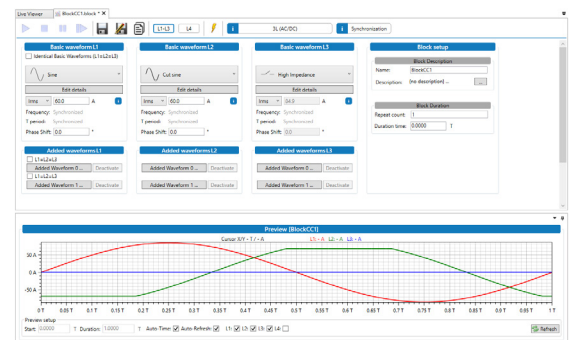 Live Viewer BlockCC1.block * X
L1-L3 L4 i 3L (AC/DC) i Synchronization
Basic waveform L1 Basic waveform L2 Basic waveform L3 Block setup
Identical Basic Waveforms (L1=L2=L3)
Block Description
Name: BlockCC1
Sine Cut sine High Impedance
Description: [no description] ... ...
Edit details Edit details Edit details
Irms 60.0 A i Irms 60.0 A Irms 84.9 A i
Block Duration
Frequency: Synchronized Frequency: Synchronized Frequency: Synchronized
Repeat count: 1
T period: Synchronized T period: Synchronized T period: Synchronized
Duration time: 0.0000 T
Phase Shift: 0.0 ° Phase Shift: 0.0 ° Phase Shift: 0.0 °
Added waveforms L1 Added waveforms L2 Added waveforms L3
L1=L2=L3
Added Waveform 0 ... Deactivate Added Waveform 0 ... Deactivate Added Waveform 0 ... Deactivate
L1=L2=L3
Added Waveform 1 ... Deactivate Added Waveform 1 ... Deactivate Added Waveform 1 ... Deactivate
Preview (BlockCC1)
Cursor X/Y - T / - A L1: - A L2: - A L3: - A
50 A
0 A
-50 A
0 T 0.05 T 0.1 T 0.15 T 0.2 T 0.25 T 0.3 T 0.35 T 0.4 T 0.45 T 0.5 T 0.55 T 0.6 T 0.65 T 0.7 T 0.75 T 0.8 T 0.85 T 0.9 T 0.95 T 1 T
Preview setup
Start: 0.0000 T Duration: 1.0000 T Auto Time: Auto Refresh: L1: L2: L3: L4: Refresh